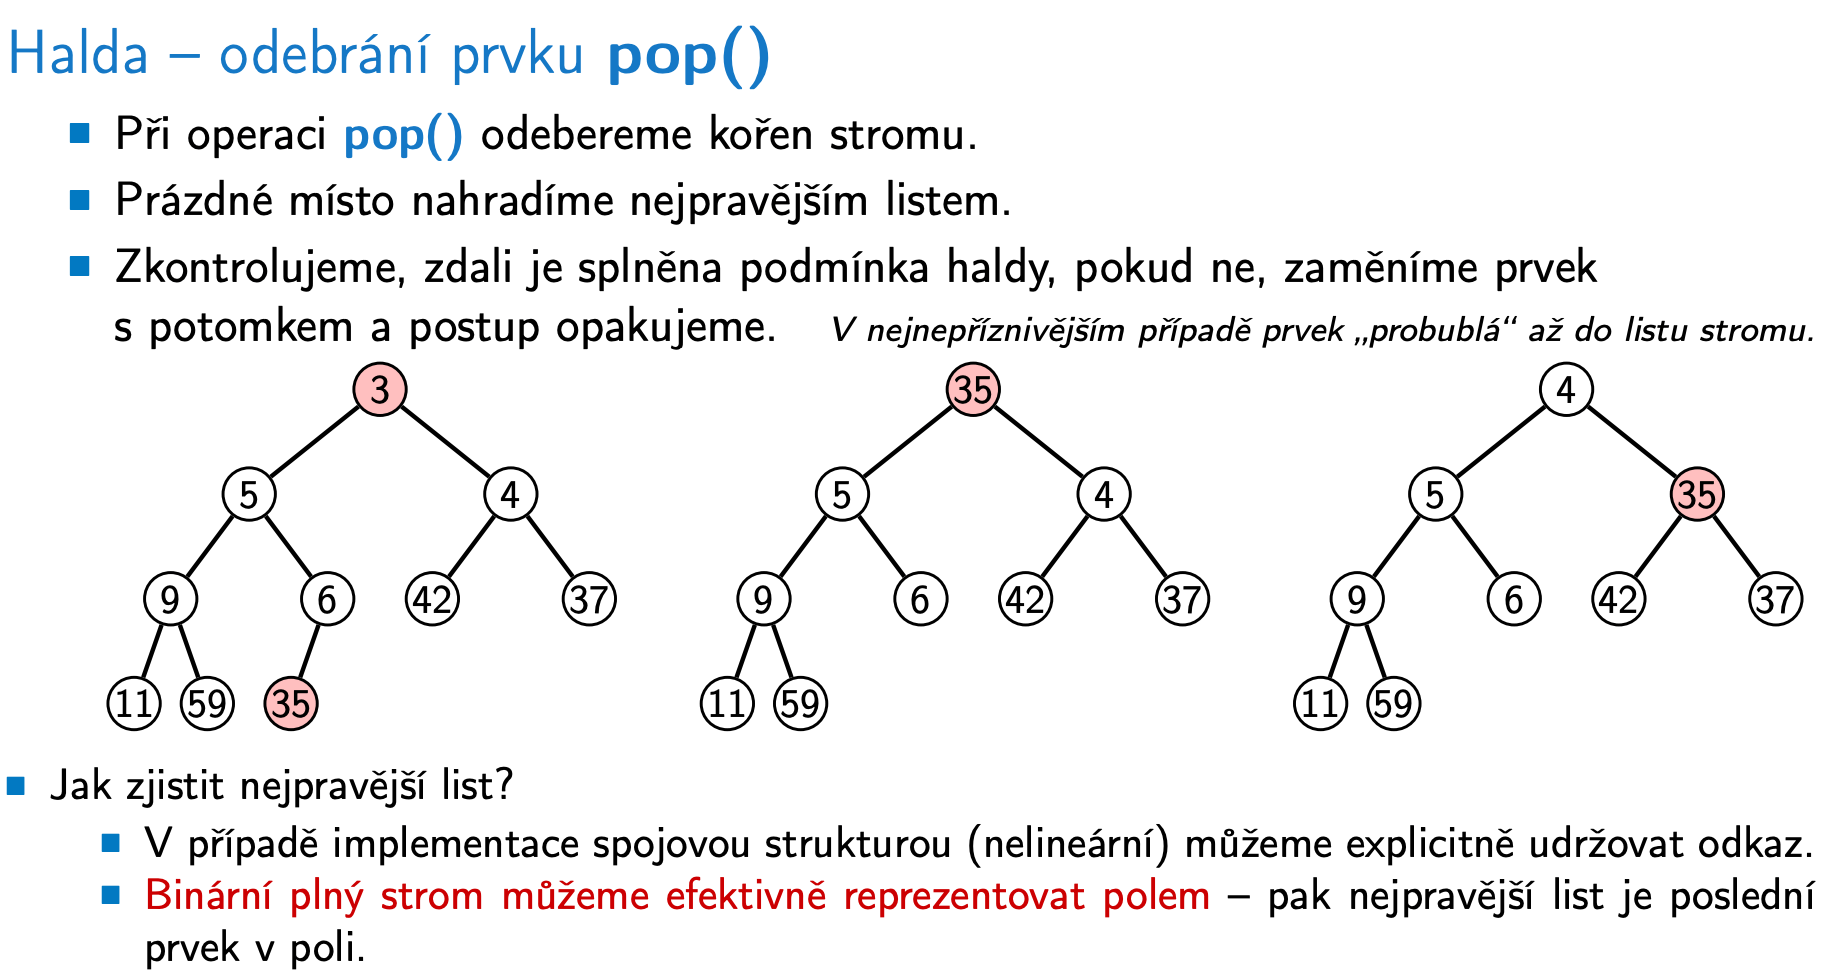 Halda – odebrání prvku pop()
Při operaci pop() odebereme kořen stromu.
Prázdné místo nahradíme nejpravějším listem.
Zkontrolujeme, zdali je splněna podmínka haldy, pokud ne, zaměníme prvek
s potomkem a postup opakujeme. V nejnepříznivějším případě prvek „probublá“ až do listu stromu.
3 35 4
5 4 5 4 5 35
9 6 42 37 9 6 42 37 9 6 42 37
11 59 35 11 59 11 59
Jak zjistit nejpravější list?
V případě implementace spojovou strukturou (nelineární) můžeme explicitně udržovat odkaz.
Binární plný strom můžeme efektivně reprezentovat polem – pak nejpravější list je poslední
prvek v poli.